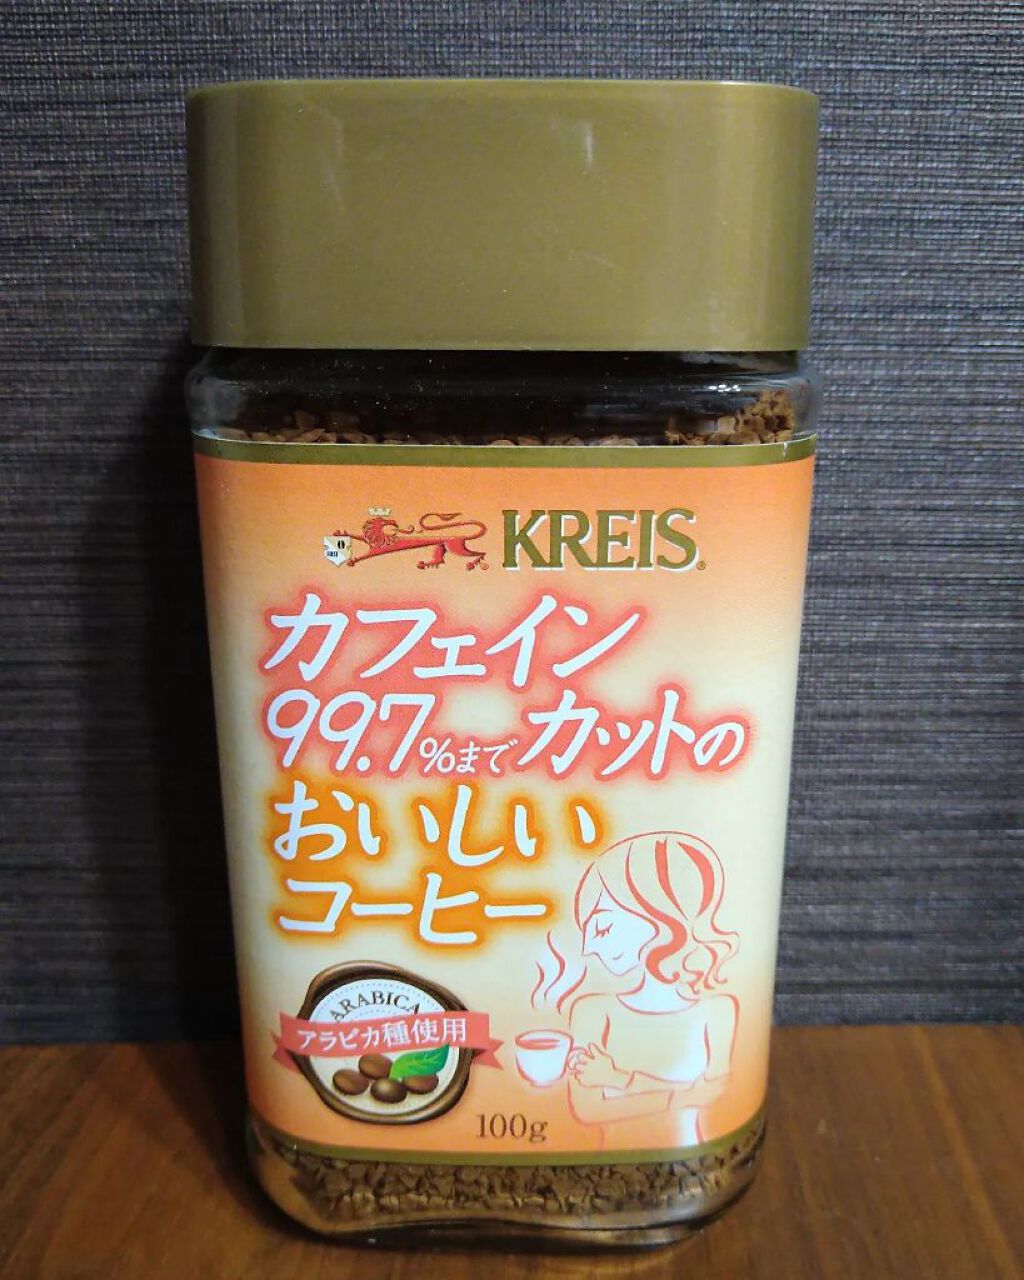 KREIS
カフェイン
99.7%までカットの
おいしい
コーヒー
ARABICA
アラビカ種使用
100g